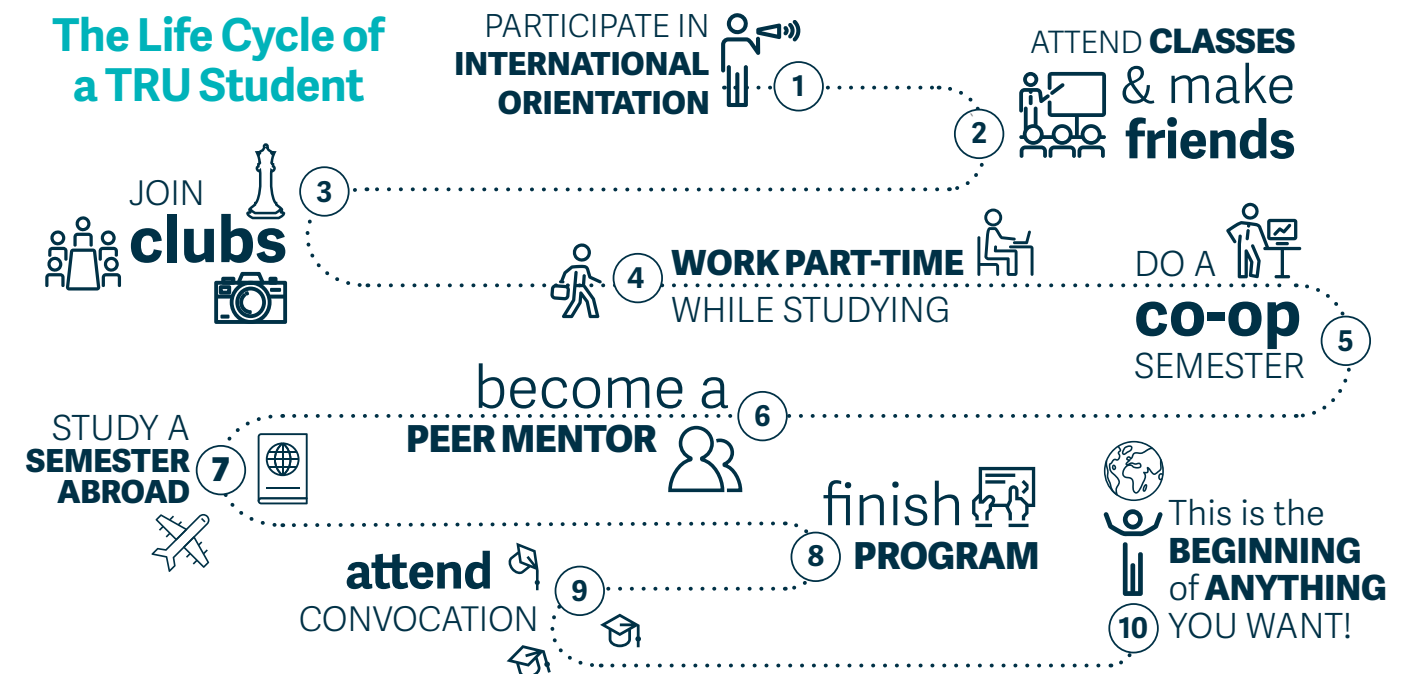 The Life Cycle of
a TRU Student
PARTICIPATE IN
INTERNATIONAL
ORIENTATION
1
2
ATTEND CLASSES
& make
friends
JOIN
clubs
3
4
WORK PART-TIME
WHILE STUDYING
DO A
co-op
SEMESTER
5
become a
PEER MENTOR
6
STUDY A
SEMESTER
ABROAD
7
finish
PROGRAM
8
attend
CONVOCATION
9
This is the
BEGINNING
of ANYTHING
YOU WANT!
10